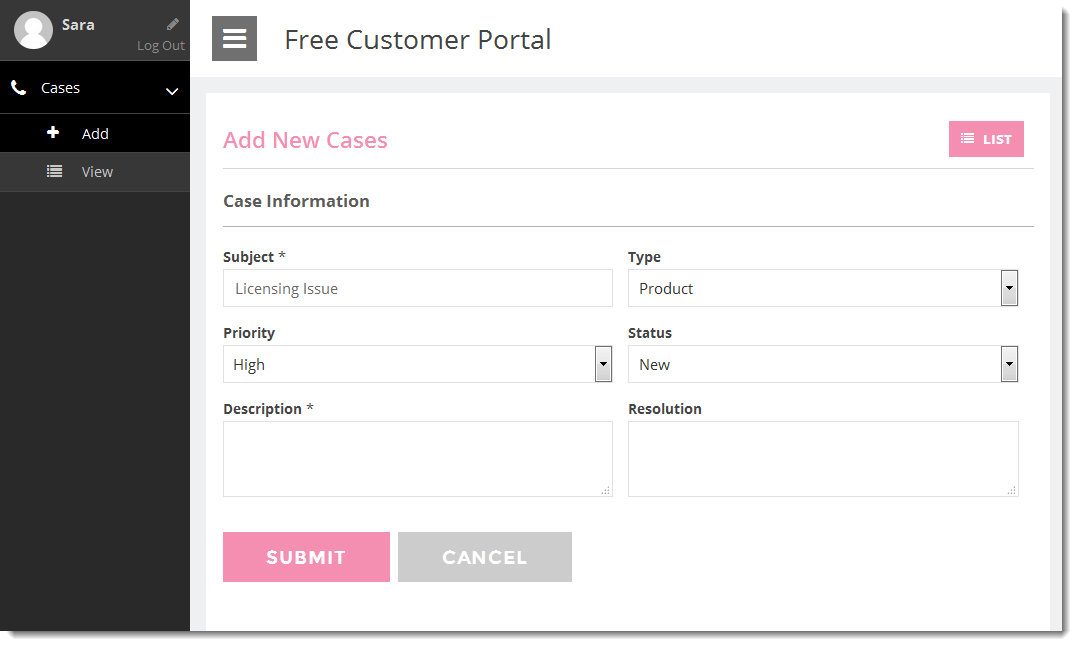 Sara
Log Out
Cases
Add
View
Free Customer Portal
Add New Cases
LIST
Case Information
Subject *
Type
Licensing Issue
Product
Priority
Status
High
New
Description *
Resolution
SUBMIT
CANCEL